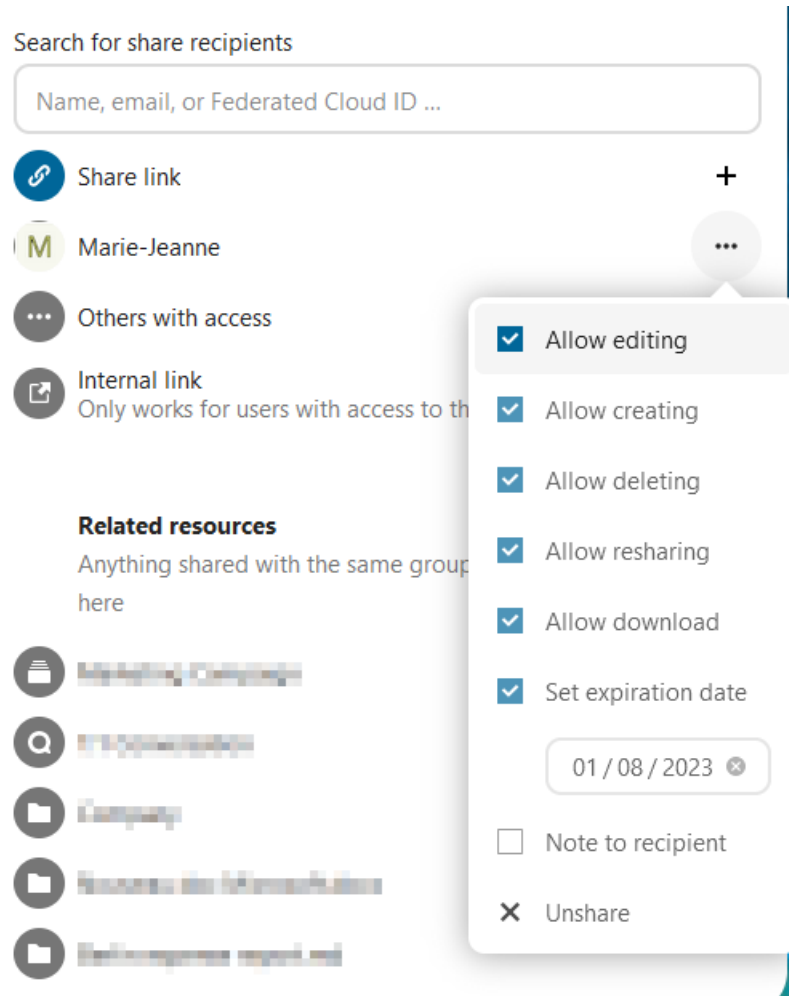 Search for share recipients
Name, email, or Federated Cloud ID ...
Share link
M Marie-Jeanne
Others with access
Internal link
Only works for users with access to th
Allow editing
Allow creating
Allow deleting
Allow resharing
Allow download
Set expiration date
01 / 08 / 2023
Note to recipient
Unshare
Related resources
Anything shared with the same group
here